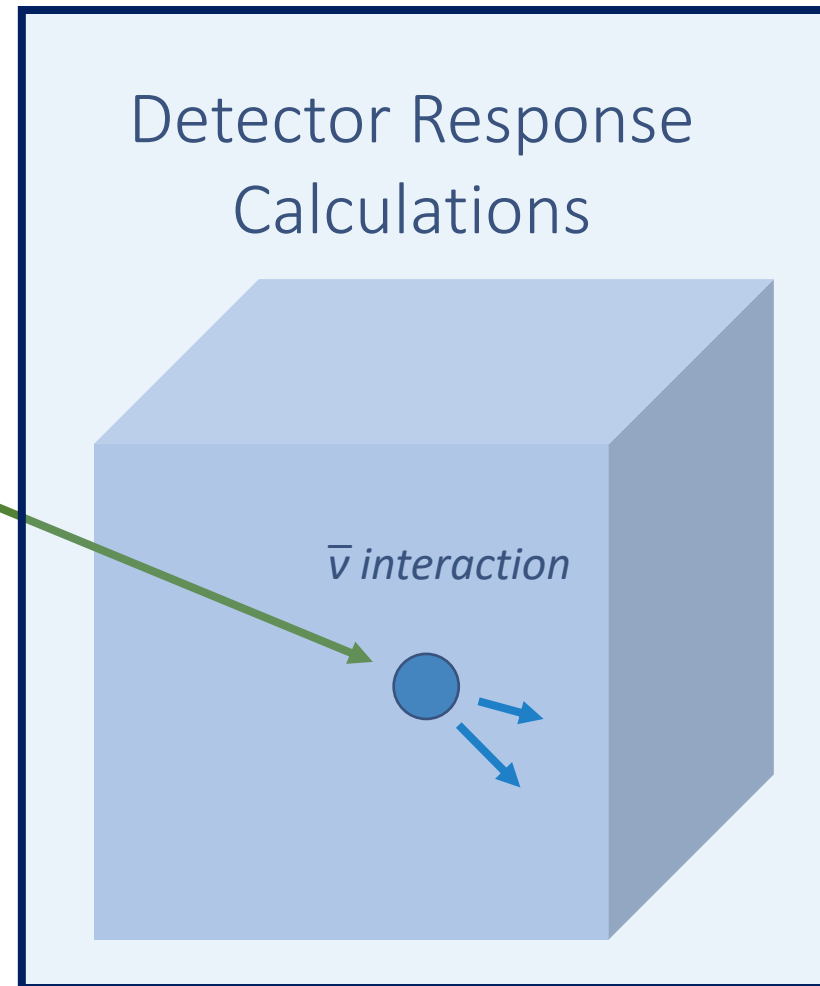 Detector Response
Calculations
ν̅ interaction